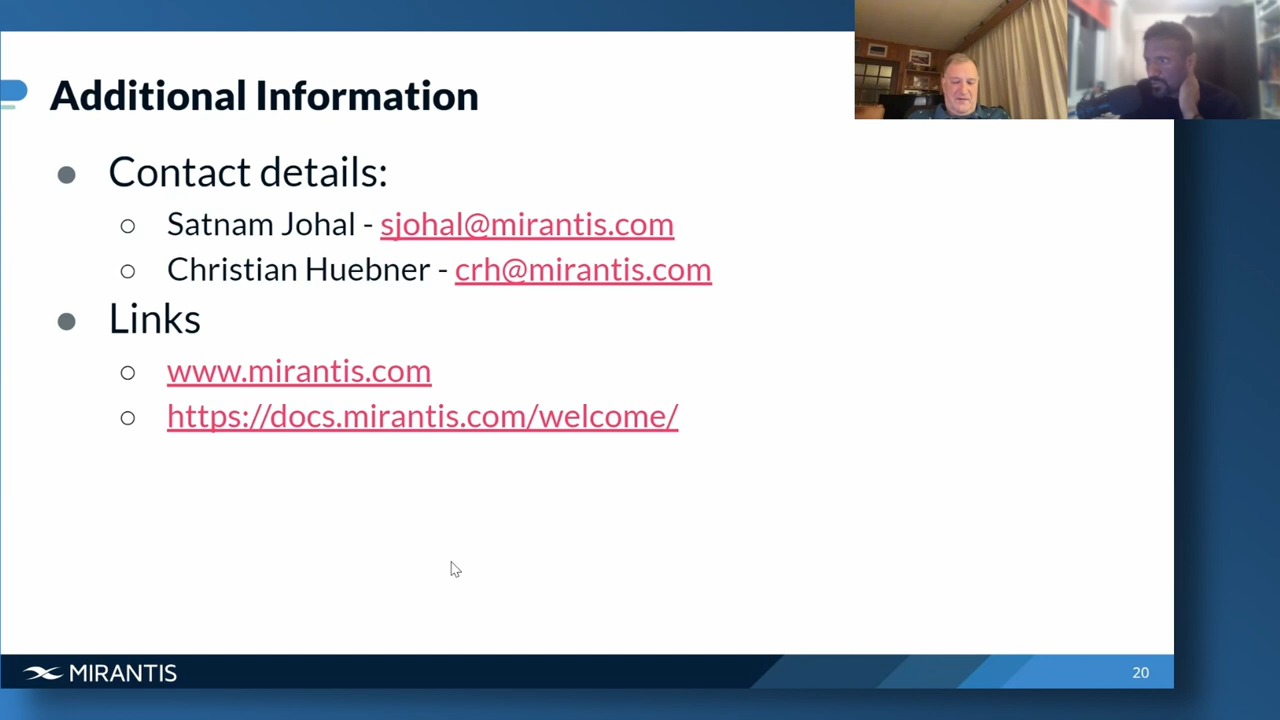 Additional Information
● Contact details:
○ Satnam Johal - sjohal@mirantis.com
○ Christian Huebner - crh@mirantis.com
● Links
○ www.mirantis.com
○ https://docs.mirantis.com/welcome/
MIRANTIS
20